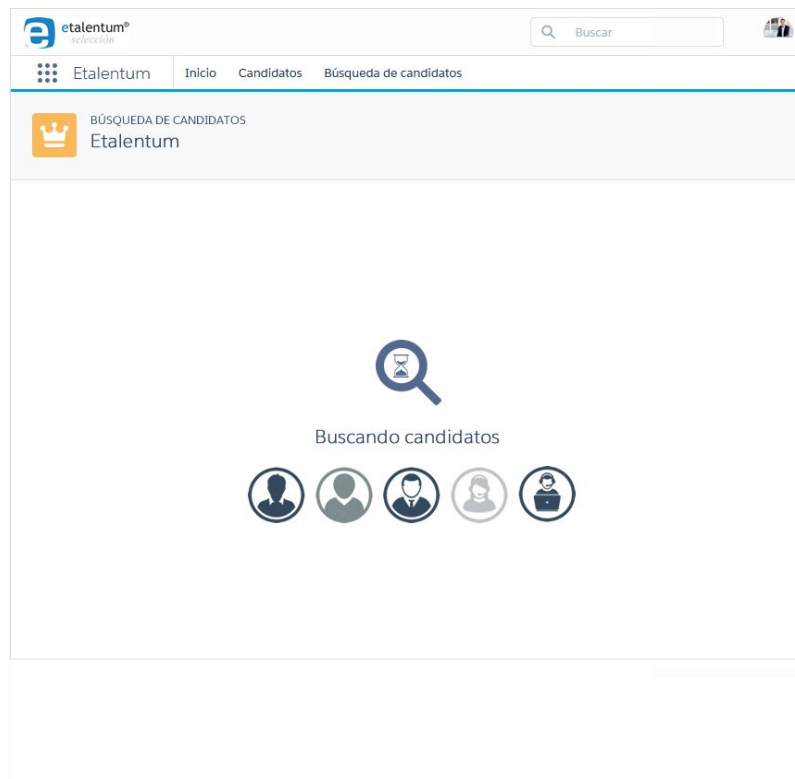 etalentum®
selección
Buscar
Etalentum
Inicio
Candidatos
Búsqueda de candidatos
BÚSQUEDA DE CANDIDATOS
Etalentum
Buscando candidatos